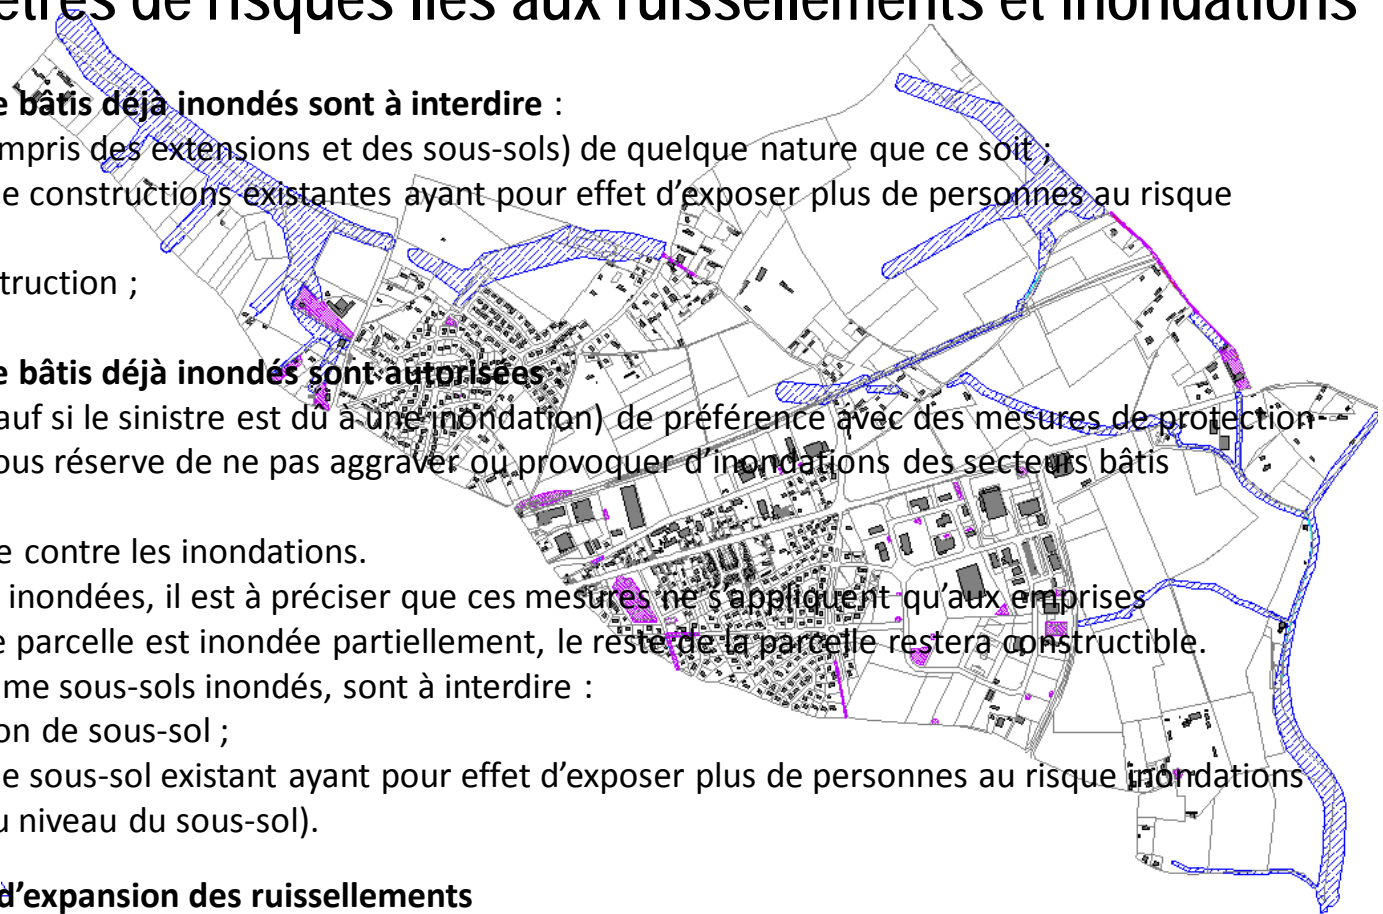 ètres de risques liés aux ruissellements et inondations
e bâtis déjà inondés sont à interdire :
ompris des extensions et des sous-sols) de quelque nature que ce soit ;
e constructions existantes ayant pour effet d'exposer plus de personnes au risque
truction ;
e bâtis déjà inondés sont autorisées
auf si le sinistre est dû à une inondation) de préférence avec des mesures de protection
ous réserve de ne pas aggraver ou provoquer d'inondations des secteurs bâtis
e contre les inondations.
inondées, il est à préciser que ces mesures ne s'appliquent qu'aux emprises
e parcelle est inondée partiellement, le reste de la parcelle restera constructible.
me sous-sols inondés, sont à interdire :
on de sous-sol ;
e sous-sol existant ayant pour effet d'exposer plus de personnes au risque inondations
u niveau du sous-sol).
d'expansion des ruissellements